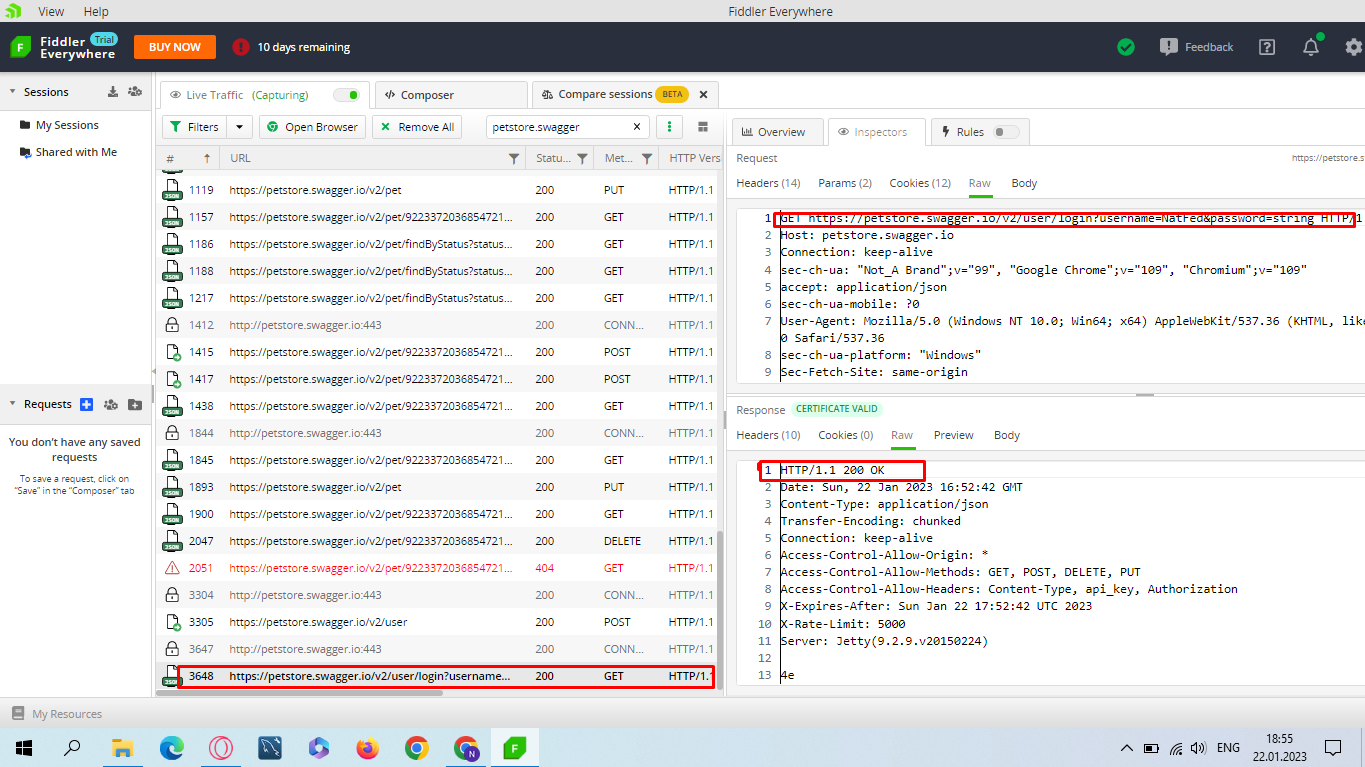 View Help
Fiddler Everywhere
Fiddler Trial
Everywhere
BUY NOW
10 days remaining
Feedback
Sessions
My Sessions
Shared with Me
Requests
You don't have any saved
requests
To save a request, click on
"Save" in the "Composer" tab
Live Traffic (Capturing)
Composer
Compare sessions BETA
Filters
Open Browser
Remove All
petstore.swagger
# URL Statu... Met... HTTP Vers
JSON 1119 https://petstore.swagger.io/v2/pet 200 PUT HTTP/1.1
JSON 1157 https://petstore.swagger.io/v2/pet/9223372036854721... 200 GET HTTP/1.1
JSON 1186 https://petstore.swagger.io/v2/pet/findByStatus?status... 200 GET HTTP/1.1
JSON 1188 https://petstore.swagger.io/v2/pet/findByStatus?status... 200 GET HTTP/1.1
JSON 1217 https://petstore.swagger.io/v2/pet/findByStatus?status... 200 GET HTTP/1.1
1412 http://petstore.swagger.io:443 200 CONN... HTTP/1.1
1415 https://petstore.swagger.io/v2/pet/9223372036854721... 200 POST HTTP/1.1
1417 https://petstore.swagger.io/v2/pet/9223372036854721... 200 POST HTTP/1.1
JSON 1438 https://petstore.swagger.io/v2/pet/9223372036854721... 200 GET HTTP/1.1
1844 http://petstore.swagger.io:443 200 CONN... HTTP/1.1
JSON 1845 https://petstore.swagger.io/v2/pet/9223372036854721... 200 GET HTTP/1.1
JSON 1893 https://petstore.swagger.io/v2/pet 200 PUT HTTP/1.1
JSON 1900 https://petstore.swagger.io/v2/pet/9223372036854721... 200 GET HTTP/1.1
JSON 2047 https://petstore.swagger.io/v2/pet/9223372036854721... 200 DELETE HTTP/1.1
2051 https://petstore.swagger.io/v2/pet/9223372036854721... 404 GET HTTP/1.1
3304 http://petstore.swagger.io:443 200 CONN... HTTP/1.1
3305 https://petstore.swagger.io/v2/user 200 POST HTTP/1.1
3647 http://petstore.swagger.io:443 200 CONN... HTTP/1.1
JSON 3648 https://petstore.swagger.io/v2/user/login?username... 200 GET HTTP/1.
Overview
Inspectors
Rules
Request https://petstore.s
Headers (14) Params (2) Cookies (12) Raw Body
1 GET https://petstore.swagger.io/v2/user/login?username=NatFed&password=string HTTP/1
2 Host: petstore.swagger.io
3 Connection: keep-alive
4 sec-ch-ua: "Not_A Brand";v="99", "Google Chrome";v="109", "Chromium";v="109"
5 accept: application/json
6 sec-ch-ua-mobile: ?0
7 User-Agent: Mozilla/5.0 (Windows NT 10.0; Win64; x64) AppleWebKit/537.36 (KHTML, like
0 Safari/537.36
8 sec-ch-ua-platform: "Windows"
9 Sec-Fetch-Site: same-origin
Response CERTIFICATE VALID
Headers (10) Cookies (0) Raw Preview Body
1 HTTP/1.1 200 OK
2 Date: Sun, 22 Jan 2023 16:52:42 GMT
3 Content-Type: application/json
4 Transfer-Encoding: chunked
5 Connection: keep-alive
6 Access-Control-Allow-Origin: *
7 Access-Control-Allow-Methods: GET, POST, DELETE, PUT
8 Access-Control-Allow-Headers: Content-Type, api_key, Authorization
9 X-Expires-After: Sun Jan 22 17:52:42 UTC 2023
10 X-Rate-Limit: 5000
11 Server: Jetty(9.2.9.v20150224)
12
13 4e
My Resources
ENG
18:55
22.01.2023